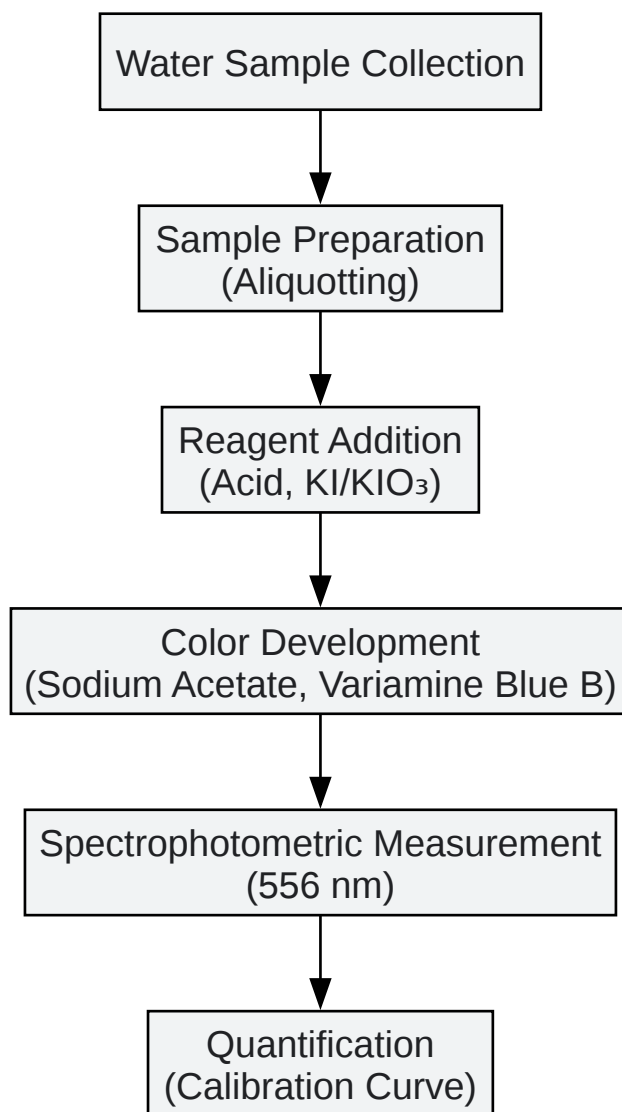 Water Sample Collection
Sample Preparation
(Aliquotting)
Reagent Addition
(Acid, KI/KIO₃)
Color Development
(Sodium Acetate, Variamine Blue B)
Spectrophotometric Measurement
(556 nm)
Quantification
(Calibration Curve)